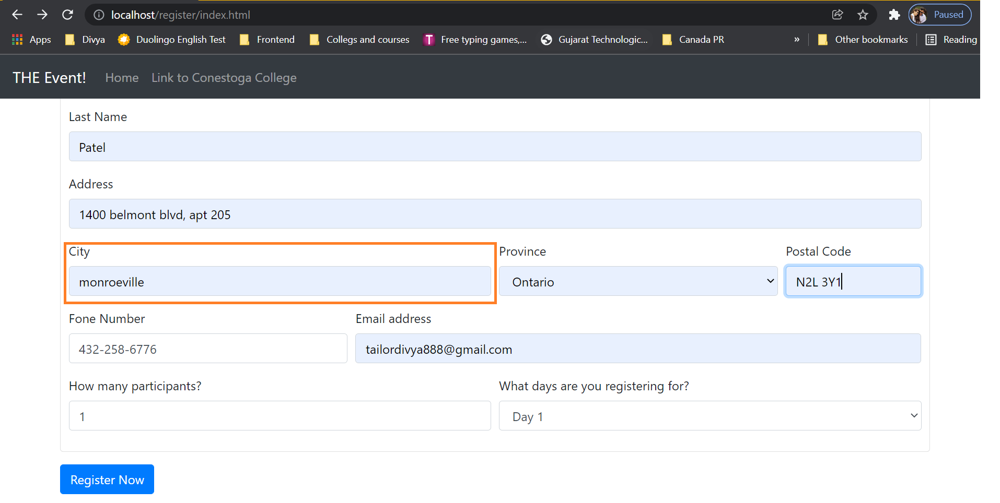 localhost/register/index.html
Paused
Apps
Divya
Duolingo English Test
Frontend
Collegs and courses
T
Free typing games,...
Gujarat Technologic...
Canada PR
»
Other bookmarks
Reading
THE Event!
Home
Link to Conestoga College
Last Name
Patel
Address
1400 belmont blvd, apt 205
City
Province
Postal Code
monroeville
Ontario
N2L 3Y1
Fone Number
Email address
432-258-6776
tailordivya888@gmail.com
How many participants?
What days are you registering for?
1
Day 1
Register Now